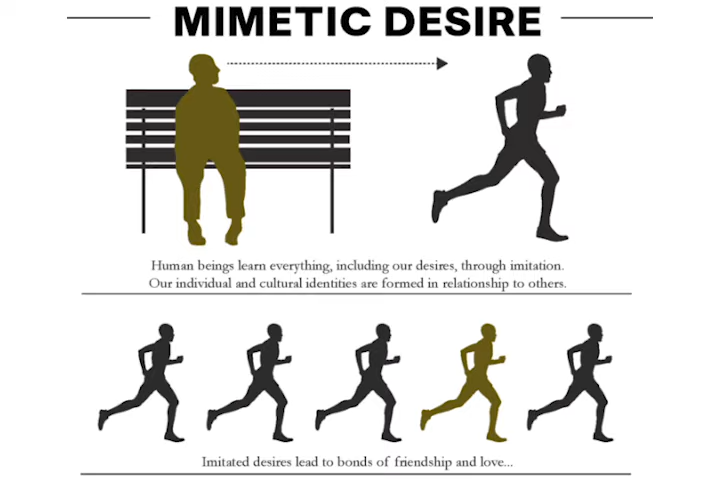 MIMETIC DESIRE
Human beings learn everything, including our desires, through imitation.
Our individual and cultural identities are formed in relationship to others.
Imitated desires lead to bonds of friendship and love...